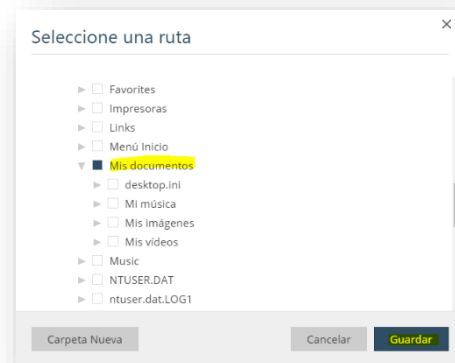 Seleccione una ruta
Favorites
Impresoras
Links
Menú Inicio
Mis documentos
desktop.ini
Mi música
Mis imágenes
Mis vídeos
Music
NTUSER.DAT
ntuser.dat.LOG1
Carpeta Nueva Cancelar Guardar